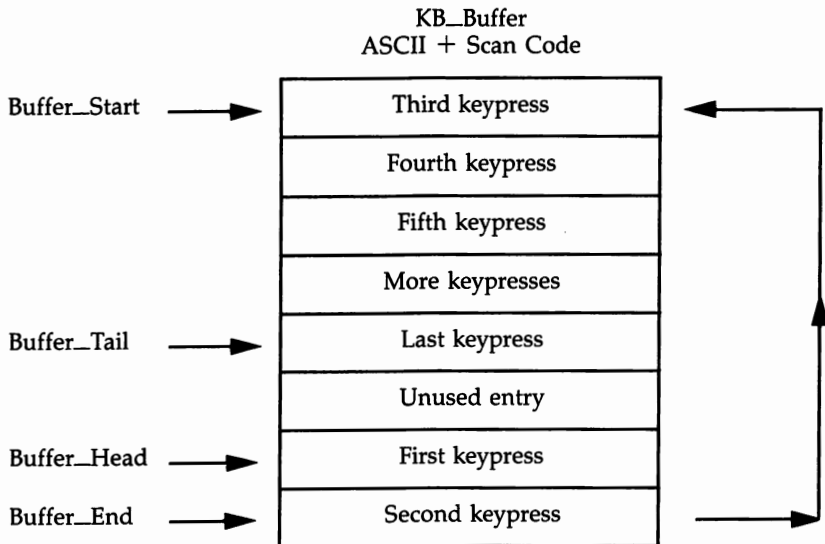 KB_Buffer
ASCII + Scan Code
Buffer_Start
Third keypress
Fourth keypress
Fifth keypress
More keypresses
Buffer_Tail
Last keypress
Unused entry
Buffer_Head
First keypress
Buffer_End
Second keypress